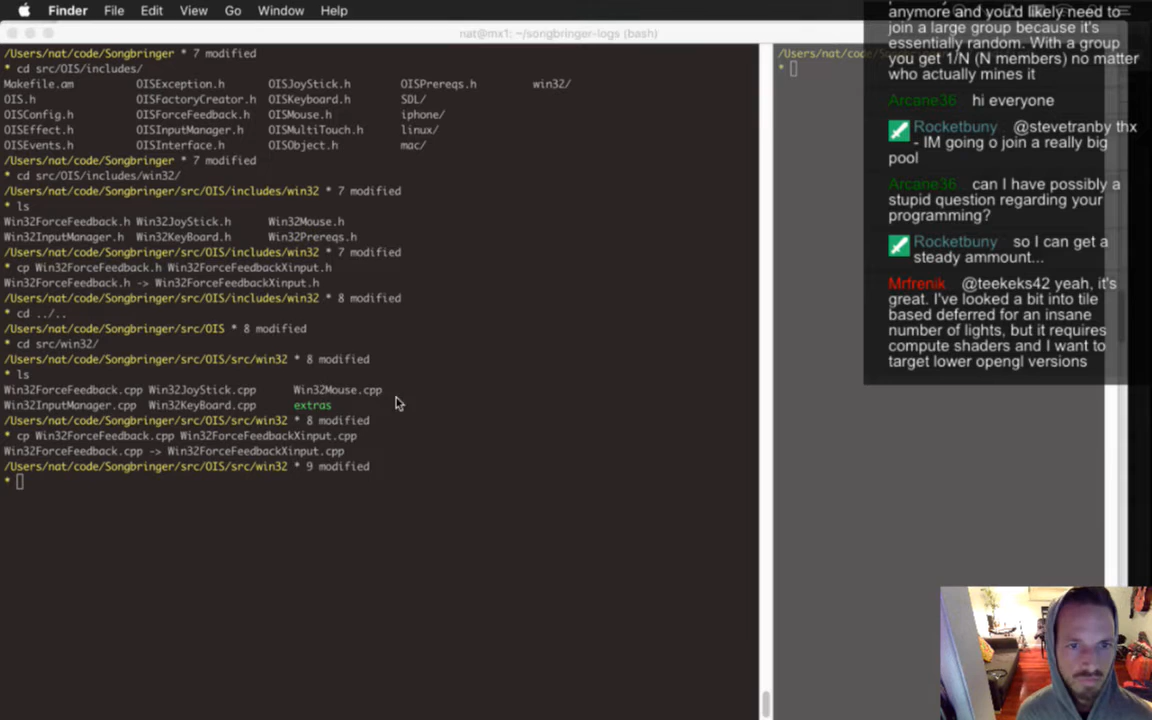 Finder File Edit View Go Window Help
nat@mx1: ~/songbringer-logs (bash)
/Users/nat/code/Songbringer * 7 modified
* cd src/OIS/includes/
Makefile.am OISException.h OISJoyStick.h OISPrereqs.h win32/
OIS.h OISFactoryCreator.h OISKeyboard.h SDL/
OISConfig.h OISForceFeedback.h OISMouse.h iphone/
OISEffect.h OISInputManager.h OISMultiTouch.h linux/
OISEvents.h OISInterface.h OISObject.h mac/
/Users/nat/code/Songbringer * 7 modified
* cd src/OIS/includes/win32/
/Users/nat/code/Songbringer/src/OIS/includes/win32 * 7 modified
* ls
Win32ForceFeedback.h Win32JoyStick.h Win32Mouse.h
Win32InputManager.h Win32KeyBoard.h Win32Prereqs.h
/Users/nat/code/Songbringer/src/OIS/includes/win32 * 7 modified
* cp Win32ForceFeedback.h Win32ForceFeedbackXinput.h
Win32ForceFeedback.h -> Win32ForceFeedbackXinput.h
/Users/nat/code/Songbringer/src/OIS/includes/win32 * 8 modified
* cd ../..
/Users/nat/code/Songbringer/src/OIS * 8 modified
* cd src/win32/
/Users/nat/code/Songbringer/src/OIS/src/win32 * 8 modified
* ls
Win32ForceFeedback.cpp Win32JoyStick.cpp Win32Mouse.cpp
Win32InputManager.cpp Win32KeyBoard.cpp extras
/Users/nat/code/Songbringer/src/OIS/src/win32 * 8 modified
* cp Win32ForceFeedback.cpp Win32ForceFeedbackXinput.cpp
Win32ForceFeedback.cpp -> Win32ForceFeedbackXinput.cpp
/Users/nat/code/Songbringer/src/OIS/src/win32 * 9 modified
*
/Users/nat/code/
*
anymore and you'd likely need to
join a large group because it's
essentially random. With a group
you get 1/N (N members) no matter
who actually mines it
Arcane36 hi everyone
Rocketbuny @stevetranby thx
- IM going o join a really big
pool
Arcane36 can I have possibly a
stupid question regarding your
programming?
Rocketbuny so I can get a
steady ammount...
Mrfrenik @teekeks42 yeah, it's
great. I've looked a bit into tile
based deferred for an insane
number of lights, but it requires
compute shaders and I want to
target lower opengl versions